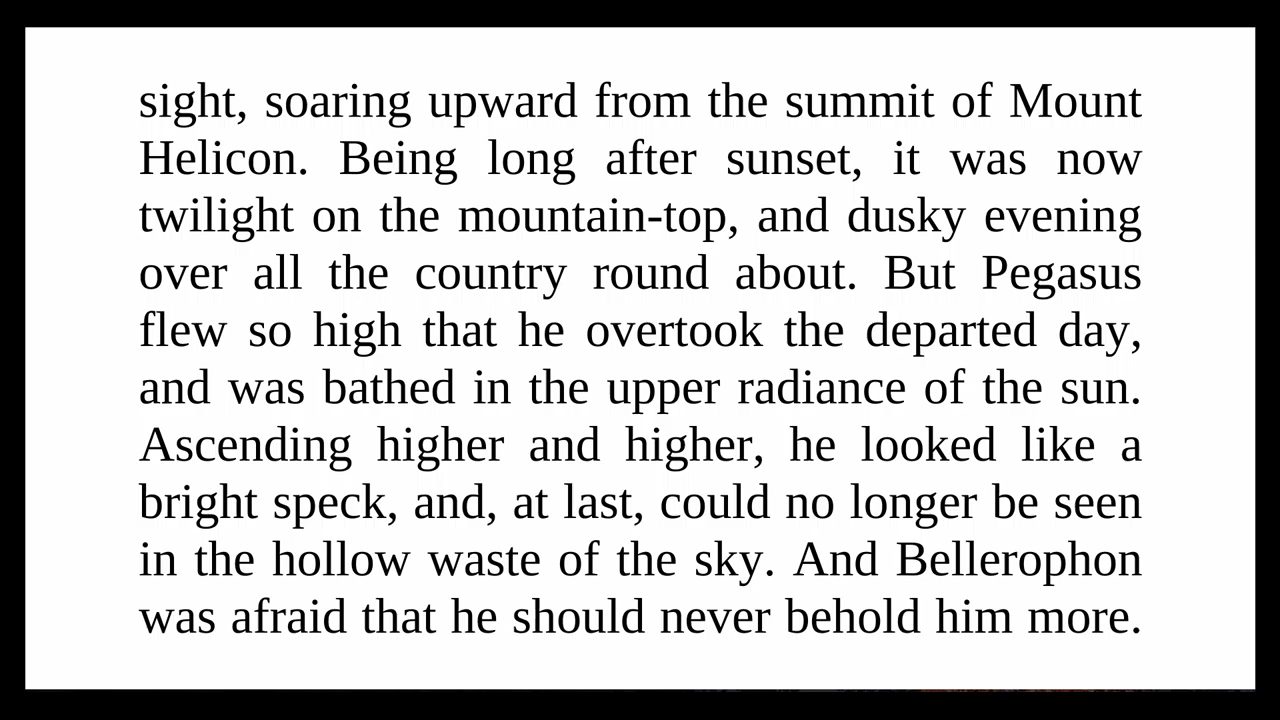 sight, soaring upward from the summit of Mount
Helicon. Being long after sunset, it was now
twilight on the mountain-top, and dusky evening
over all the country round about. But Pegasus
flew so high that he overtook the departed day,
and was bathed in the upper radiance of the sun.
Ascending higher and higher, he looked like a
bright speck, and, at last, could no longer be seen
in the hollow waste of the sky. And Bellerophon
was afraid that he should never behold him more.